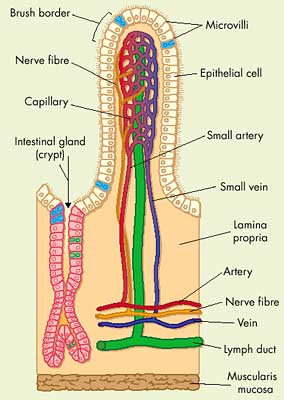 Brush border
Microvilli
Nerve fibre
Epithelial cell
Capillary
Small artery
Intestinal gland
(crypt)
Small vein
Lamina
propria
Artery
Nerve fibre
Vein
Lymph duct
Muscularis
mucosa